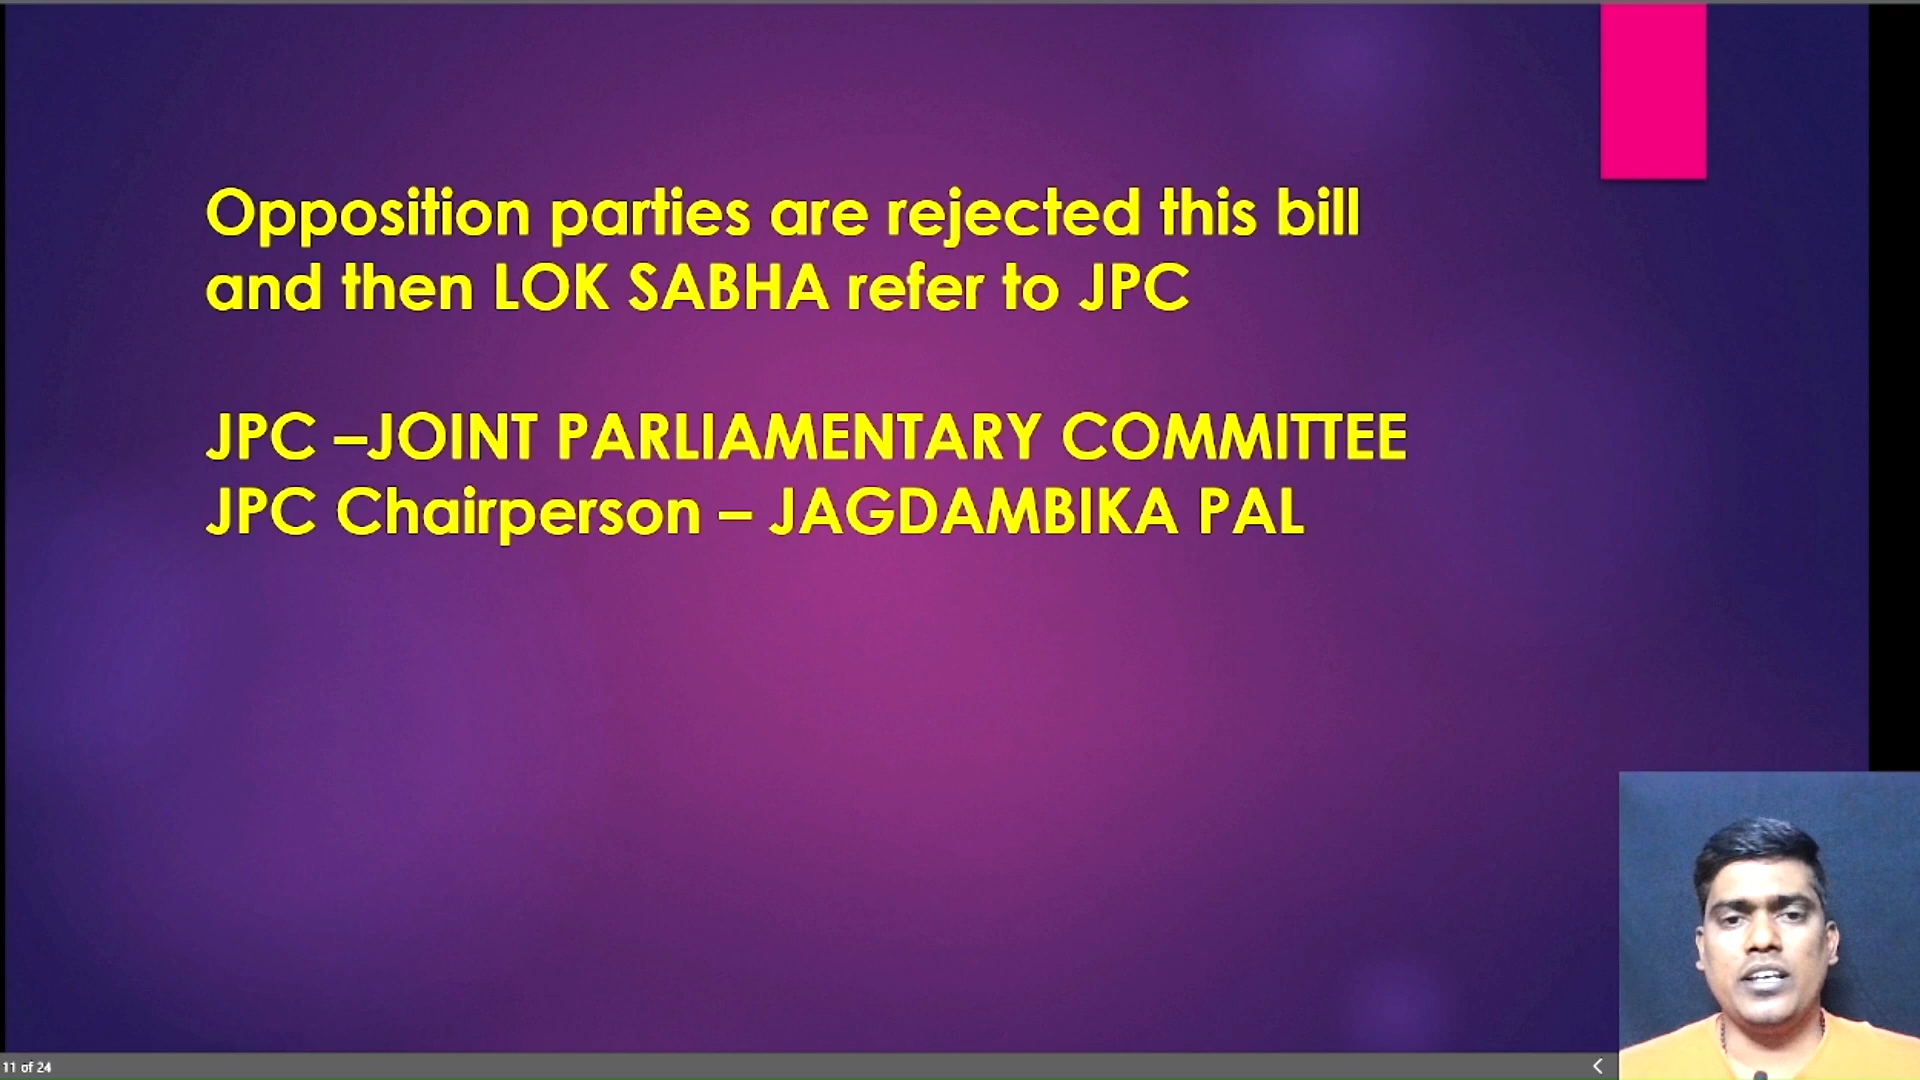 Opposition parties are rejected this bill
and then LOK SABHA refer to JPC
JPC –JOINT PARLIAMENTARY COMMITTEE
JPC Chairperson – JAGDAMBIKA PAL
11 of 24